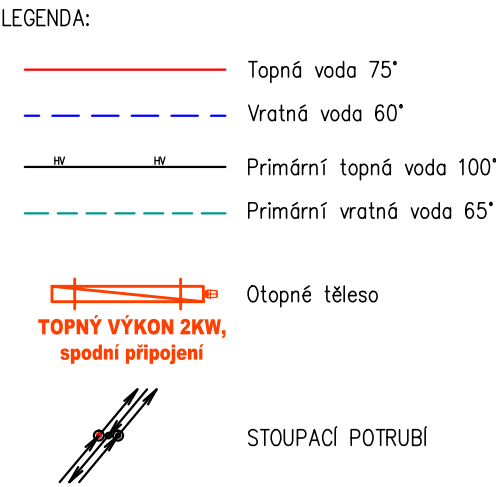 LEGENDA:
Topná voda 75°
Vratná voda 60°
HV HV
Primární topná voda 100°
Primární vratná voda 65°
Otopné těleso
TOPNÝ VÝKON 2KW,
spodní připojení
STOUPACÍ POTRUBÍ